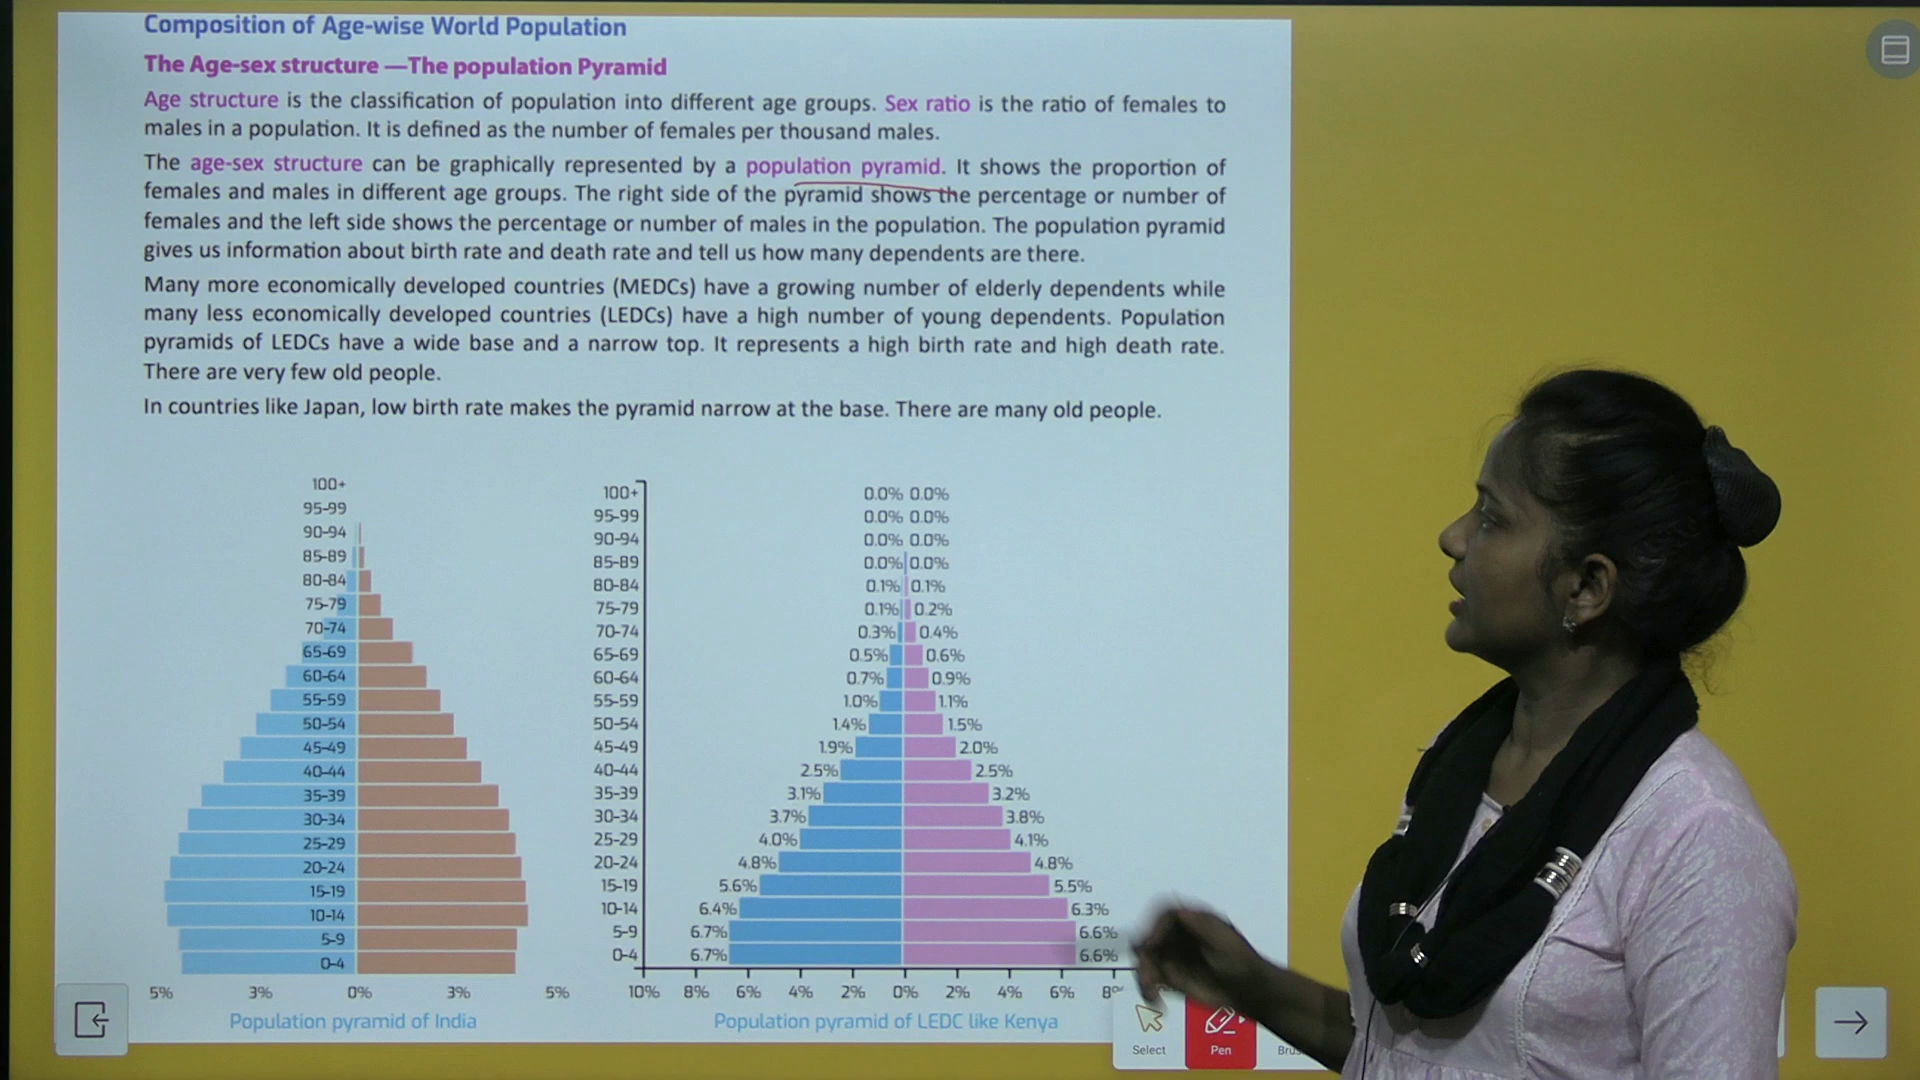 Composition of Age-wise World Population
The Age-sex structure —The population Pyramid
Age structure is the classification of population into different age groups. Sex ratio is the ratio of females to
males in a population. It is defined as the number of females per thousand males.
The age-sex structure can be graphically represented by a population pyramid. It shows the proportion of
females and males in different age groups. The right side of the pyramid shows the percentage or number of
females and the left side shows the percentage or number of males in the population. The population pyramid
gives us information about birth rate and death rate and tell us how many dependents are there.
Many more economically developed countries (MEDCs) have a growing number of elderly dependents while
many less economically developed countries (LEDCs) have a high number of young dependents. Population
pyramids of LEDCs have a wide base and a narrow top. It represents a high birth rate and high death rate.
There are very few old people.
In countries like Japan, low birth rate makes the pyramid narrow at the base. There are many old people.
100+
95-99
90-94
85-89
80-84
75-79
70-74
65-69
60-64
55-59
50-54
45-49
40-44
35-39
30-34
25-29
20-24
15-19
10-14
5-9
0-4
5% 3% 0% 3% 5%
Population pyramid of India
100+ 0.0% 0.0%
95-99 0.0% 0.0%
90-94 0.0% 0.0%
85-89 0.0% 0.0%
80-84 0.1% 0.1%
75-79 0.1% 0.2%
70-74 0.3% 0.4%
65-69 0.5% 0.6%
60-64 0.7% 0.9%
55-59 1.0% 1.1%
50-54 1.4% 1.5%
45-49 1.9% 2.0%
40-44 2.5% 2.5%
35-39 3.1% 3.2%
30-34 3.7% 3.8%
25-29 4.0% 4.1%
20-24 4.8% 4.8%
15-19 5.6% 5.5%
10-14 6.4% 6.3%
5-9 6.7% 6.6%
0-4 6.7% 6.6%
10% 8% 6% 4% 2% 0% 2% 4% 6%
Population pyramid of LEDC like Kenya
Select
Pen